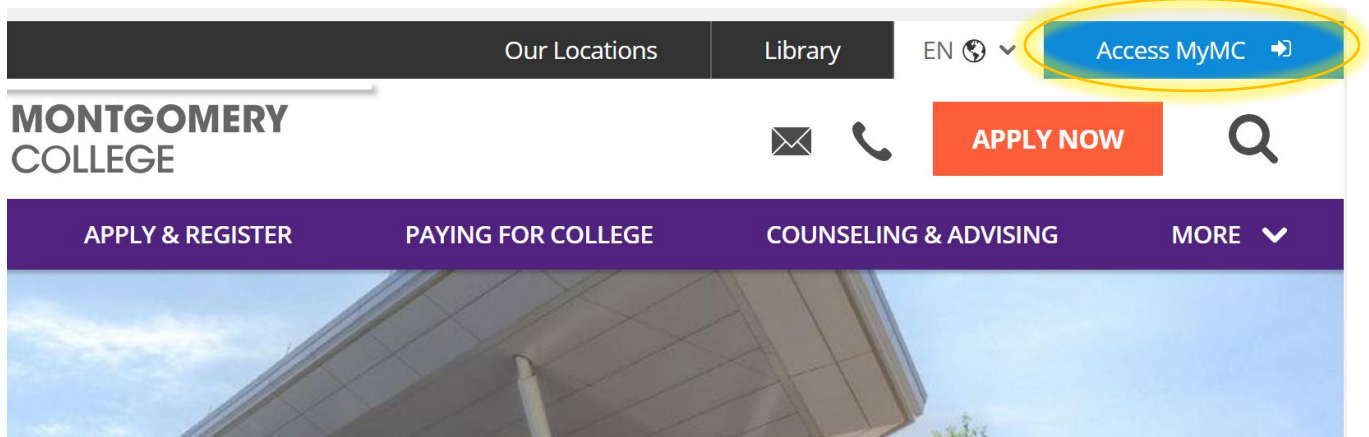 Our Locations
Library
EN
Access MyMC
MONTGOMERY
COLLEGE
APPLY NOW
APPLY & REGISTER
PAYING FOR COLLEGE
COUNSELING & ADVISING
MORE